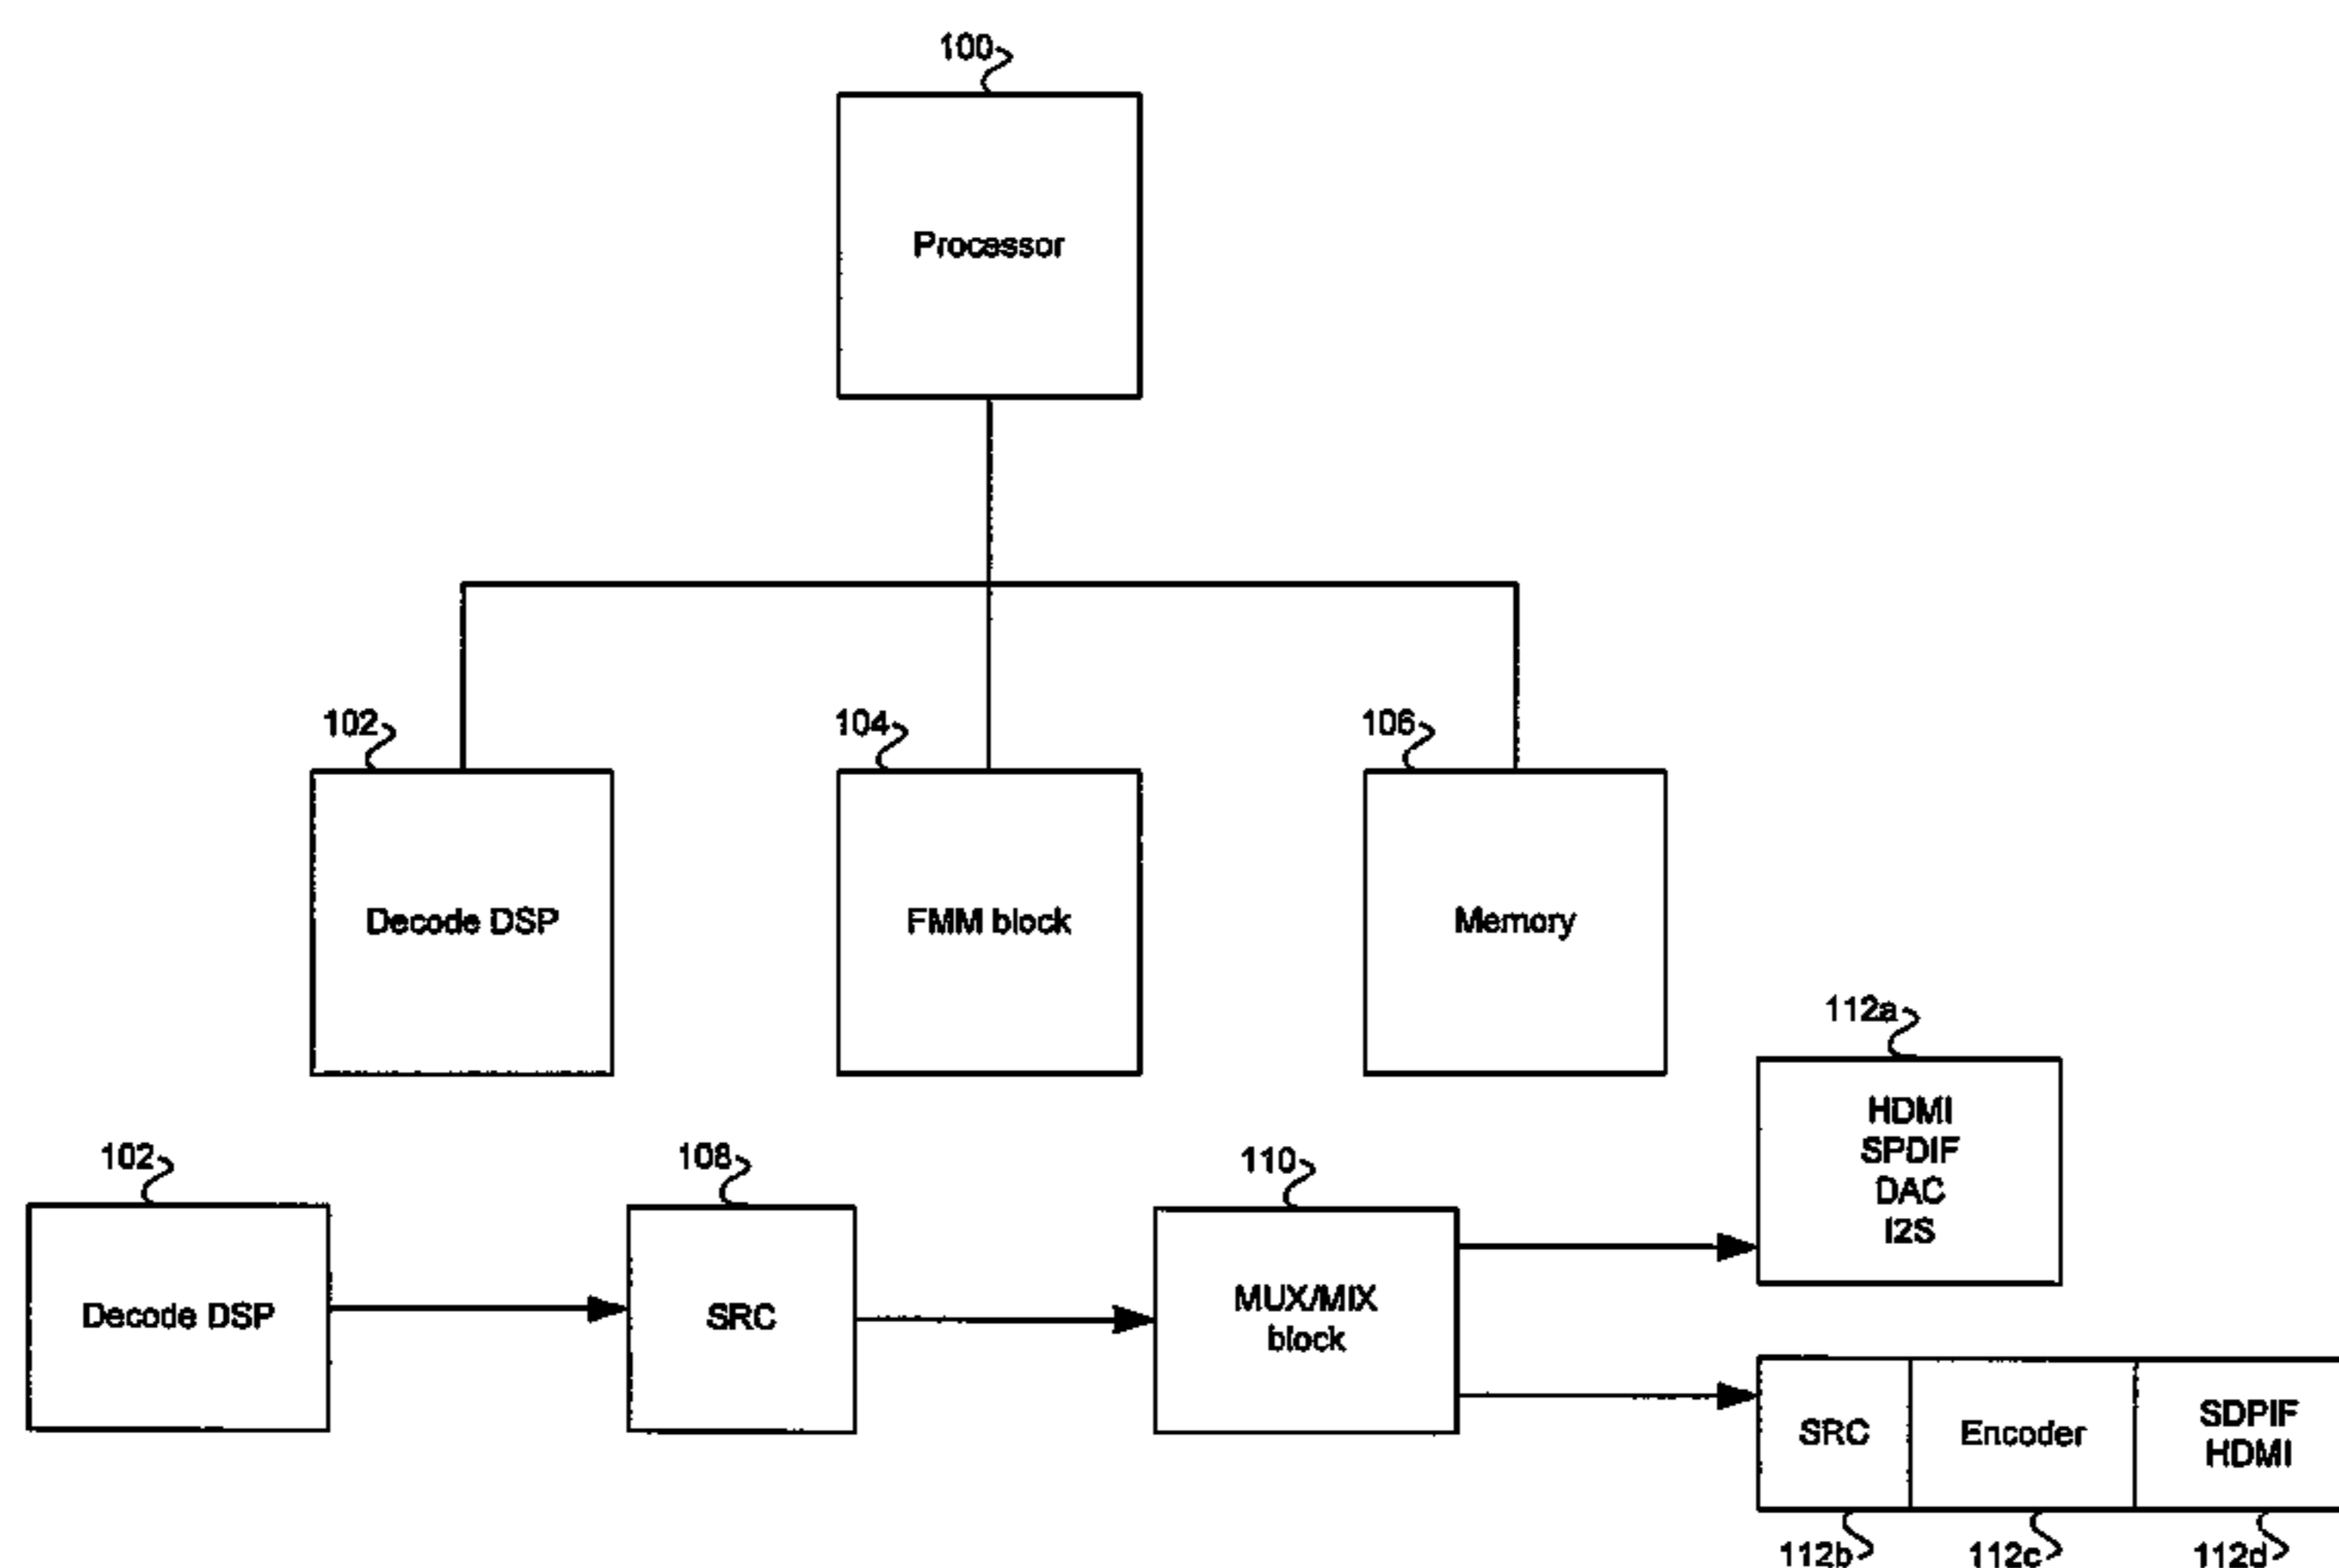 100
Processor
102
104
106
Decode DSP
FMM block
Memory
112a
HDMI
SPDIF
DAC
I2S
102
108
110
Decode DSP
SRC
MUX/MIX
block
SRC
Encoder
SDPIF
HDMI
112b
112c
112d